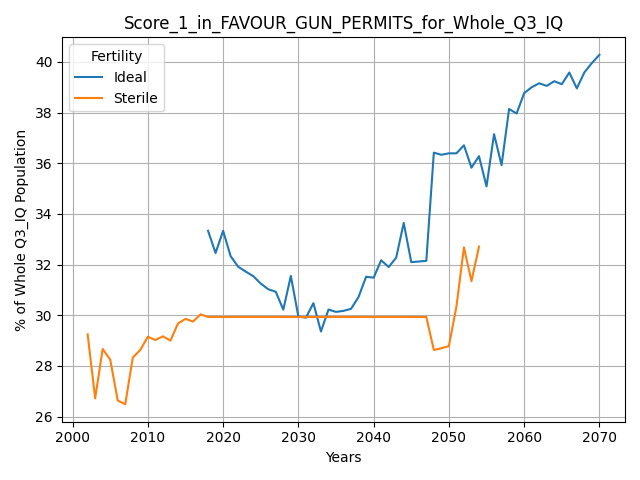 Score_1_in_FAVOUR_GUN_PERMITS_for_Whole_Q3_IQ
Fertility
Ideal
Sterile
% of Whole Q3_IQ Population
40
38
36
34
32
30
28
26
2000 2010 2020 2030 2040 2050 2060 2070
Years